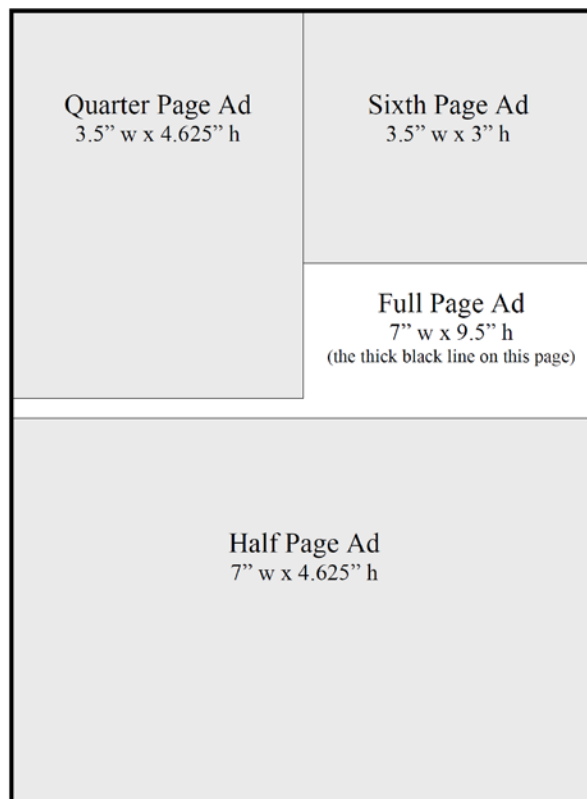 Quarter Page Ad
3.5” w x 4.625” h
Sixth Page Ad
3.5” w x 3” h
Full Page Ad
7” w x 9.5” h
(the thick black line on this page)
Half Page Ad
7” w x 4.625” h